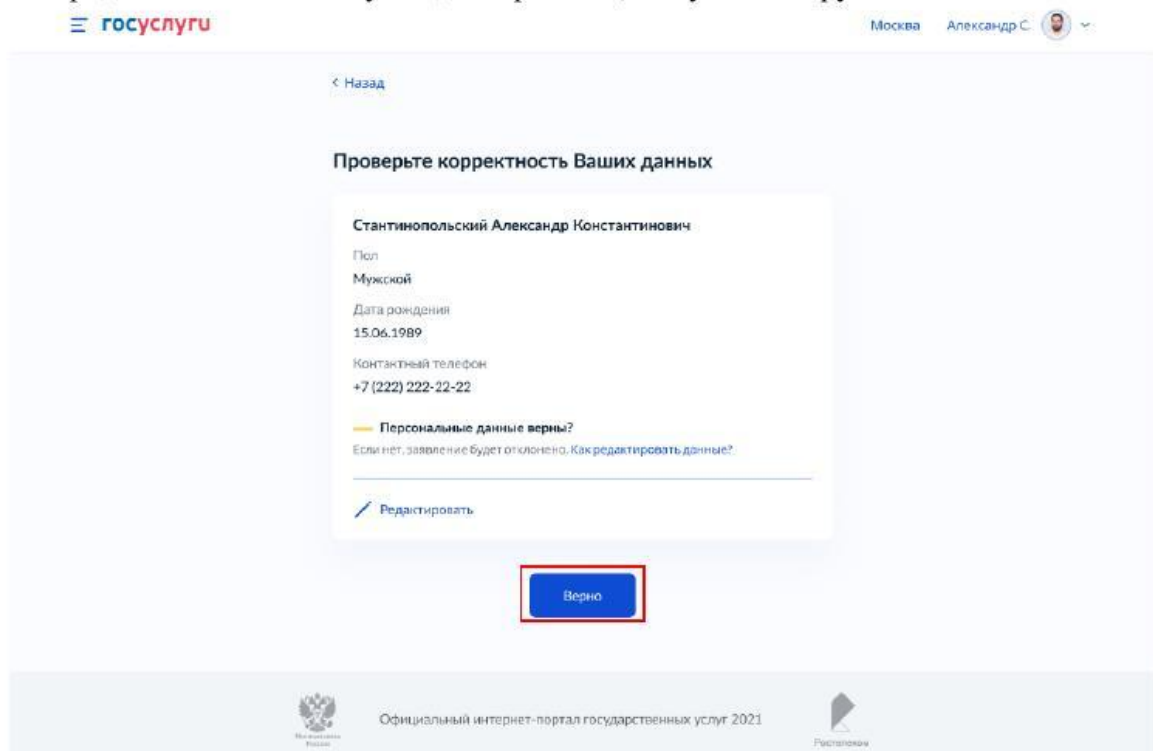 госуслуги
Москва Александр С.
Назад
Проверьте корректность Ваших данных
Стантинопольский Александр Константинович
Пол
Мужской
Дата рождения
15.06.1989
Контактный телефон
+7 (222) 222-22-22
Персональные данные верны?
Если нет, заявление будет отклонено. Как редактировать данные?
Редактировать
Верно
Официальный интернет-портал государственных услуг 2021
России
Ростелеком